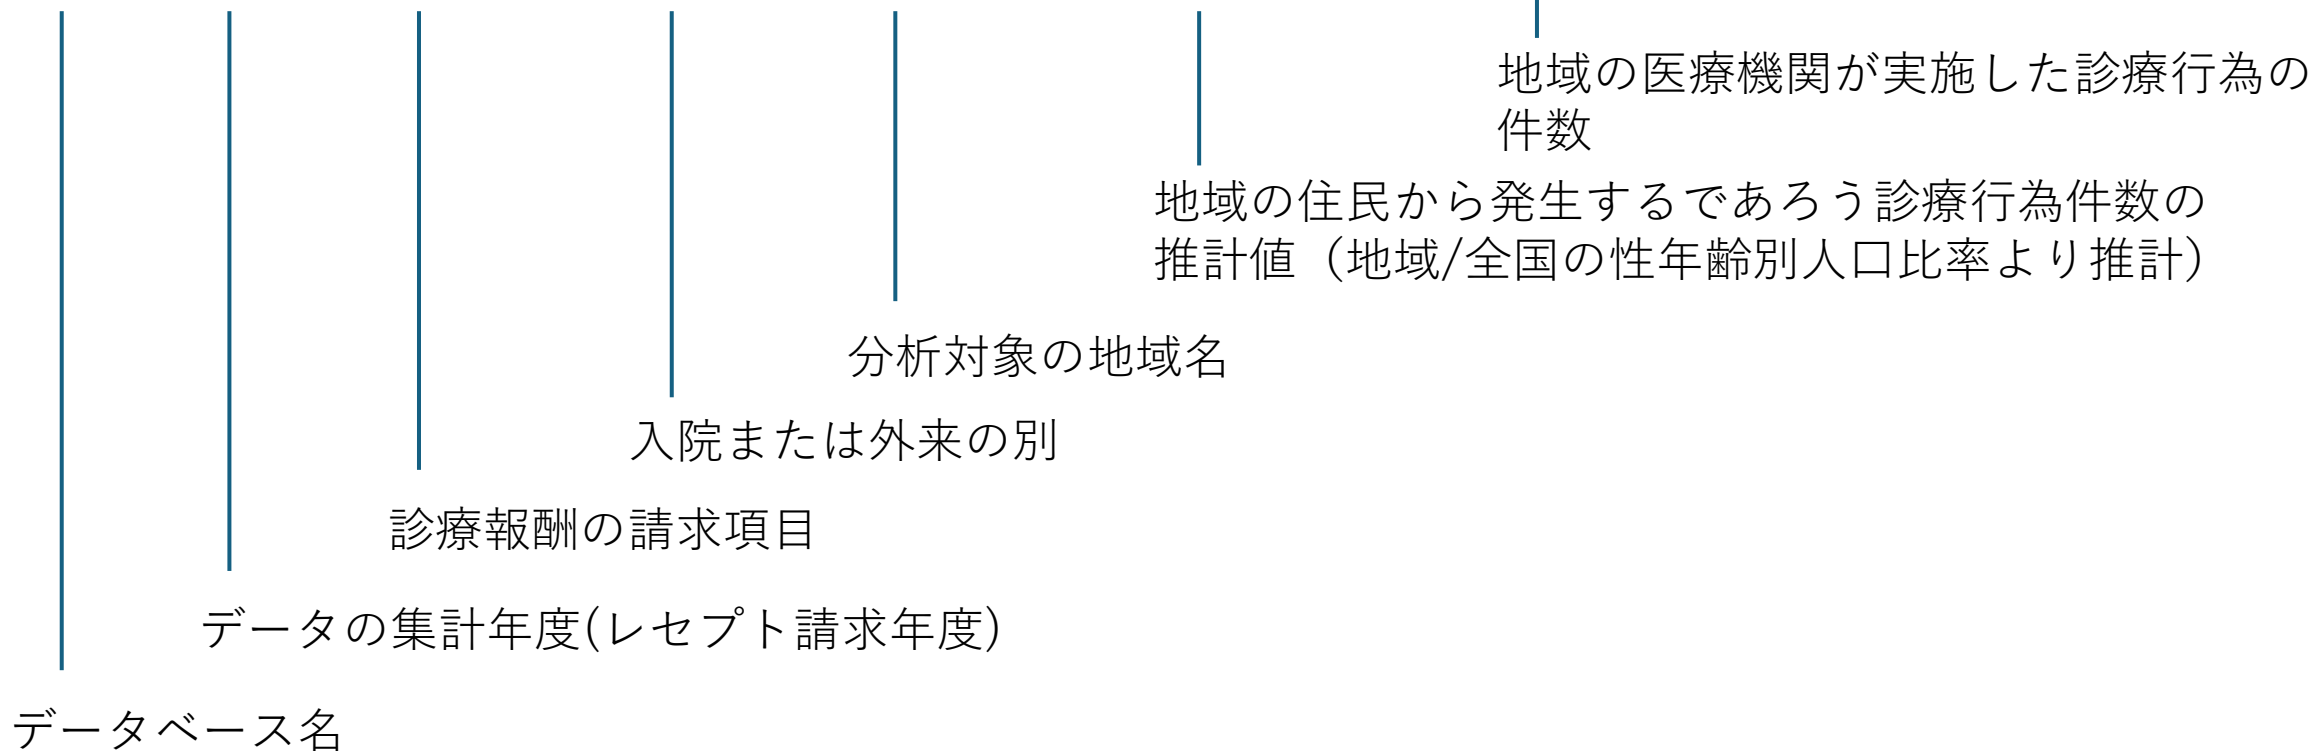 地域の医療機関が実施した診療行為の
件数
地域の住民から発生するであろう診療行為件数の
推計値（地域/全国の性年齢別人口比率より推計）
分析対象の地域名
入院または外来の別
診療報酬の請求項目
データの集計年度(レセプト請求年度)
データベース名